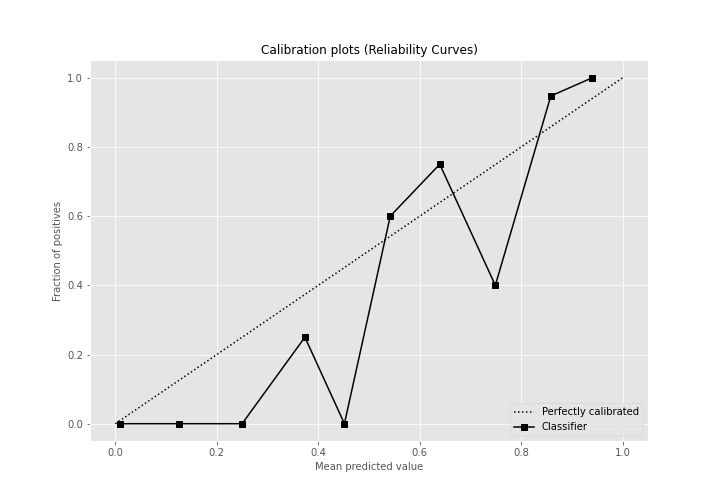 Calibration plots (Reliability Curves)
1.0
0.8
0.6
0.4
0.2
0.0
Fraction of positives
0.0 0.2 0.4 0.6 0.8 1.0
Mean predicted value
Perfectly calibrated
Classifier